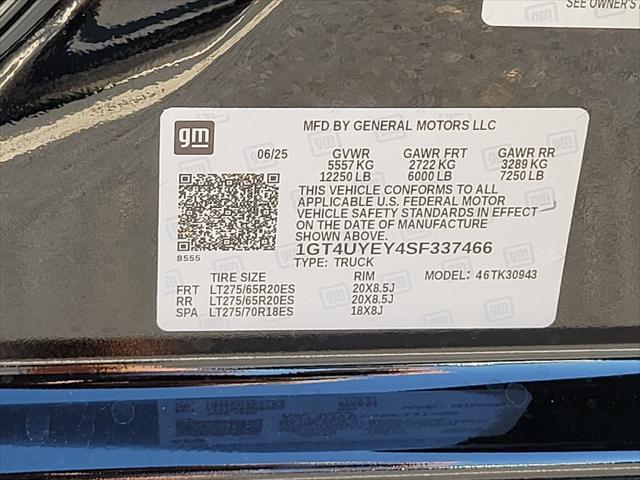 SEE OWNER'S
gm
MFD BY GENERAL MOTORS LLC
06/25 GVWR GAWR FRT GAWR RR
5557 KG 2722 KG 3289 KG
12250 LB 6000 LB 7250 LB
THIS VEHICLE CONFORMS TO ALL
APPLICABLE U.S. FEDERAL MOTOR
VEHICLE SAFETY STANDARDS IN EFFECT
ON THE DATE OF MANUFACTURE
SHOWN ABOVE.
8555
1GT4UYEY4SF337466
TYPE: TRUCK
TIRE SIZE RIM MODEL: 46TK30943
FRT LT275/65R20ES 20X8.5J
RR LT275/65R20ES 20X8.5J
SPA LT275/70R18ES 18X8J